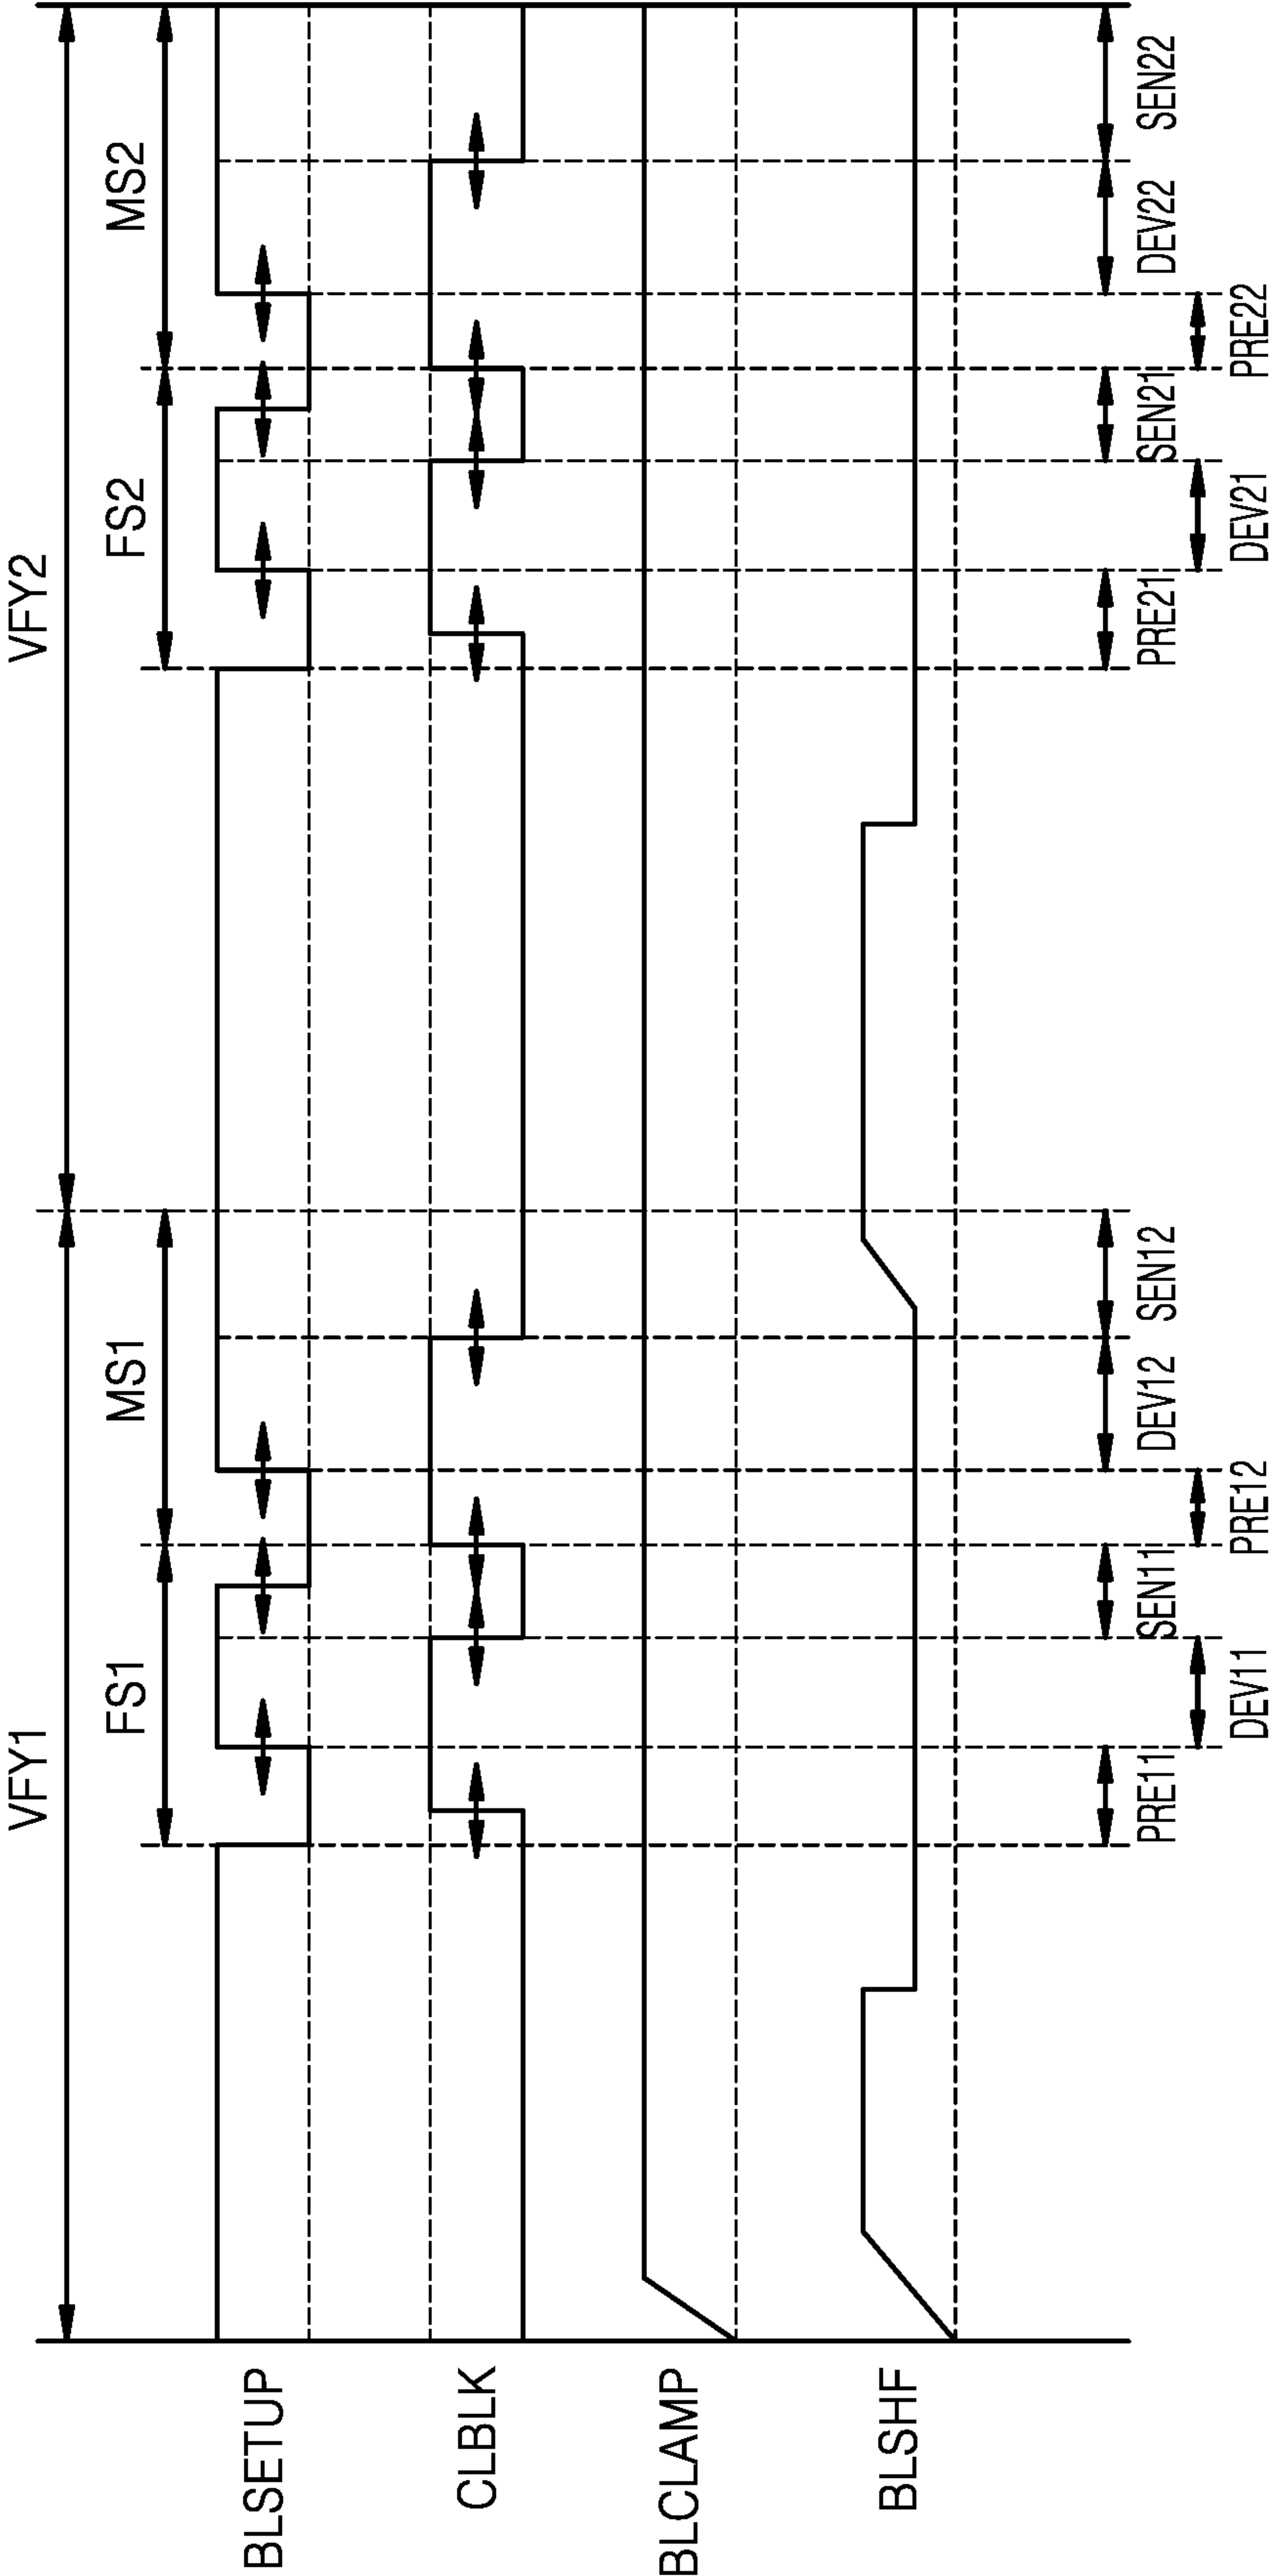 VFY1 VFY2
FS1 MS1 FS2 MS2
BLSETUP
CLBLK
BLCLAMP
BLSHF
PRE11 SEN11 DEV12 SEN12 PRE21 SEN21 DEV22 SEN22
DEV11 PRE12 DEV21 PRE22